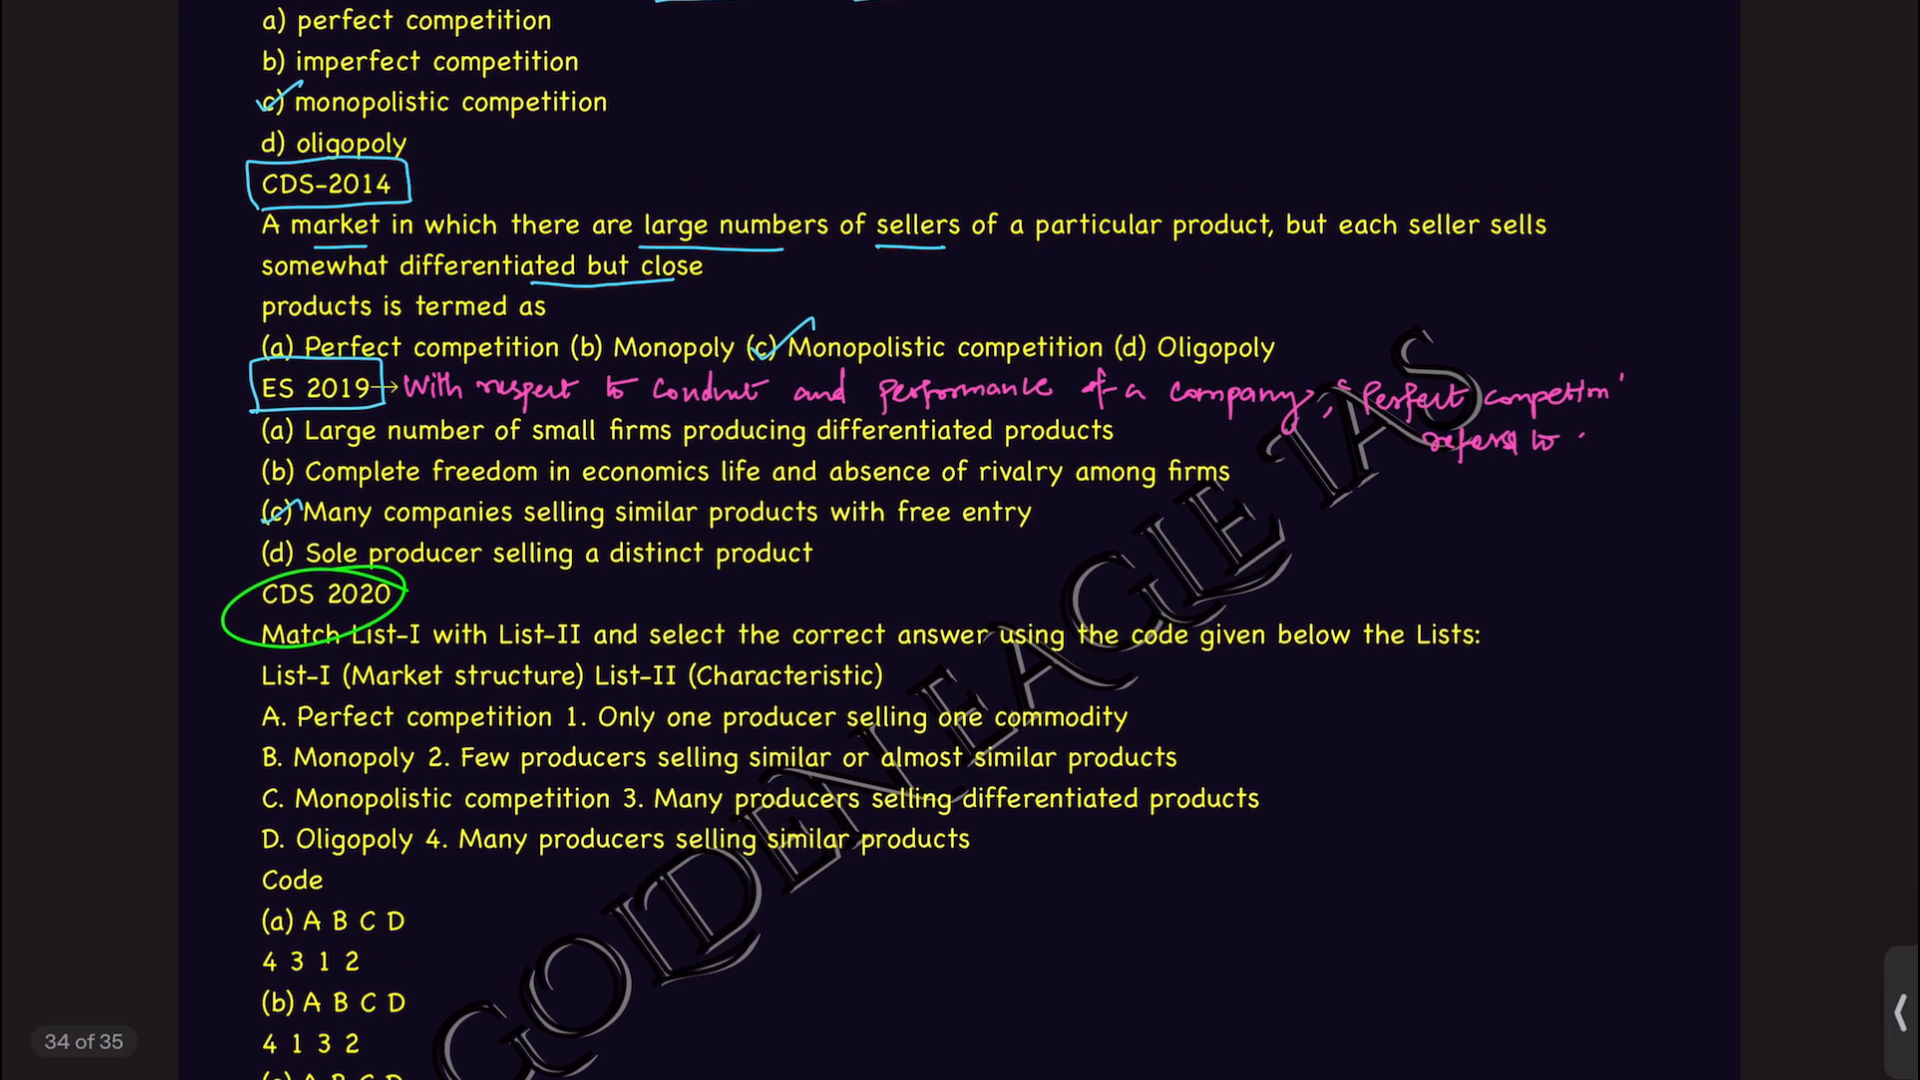 a) perfect competition
b) imperfect competition
c) monopolistic competition
d) oligopoly
CDS-2014
A market in which there are large numbers of sellers of a particular product, but each seller sells
somewhat differentiated but close
products is termed as
(a) Perfect competition (b) Monopoly (c) Monopolistic competition (d) Oligopoly
ES 2019 → With respect to conduct and performance of a company, 'Perfect competition'
refers to
(a) Large number of small firms producing differentiated products
(b) Complete freedom in economics life and absence of rivalry among firms
(c) Many companies selling similar products with free entry
(d) Sole producer selling a distinct product
CDS 2020
Match List-I with List-II and select the correct answer using the code given below the Lists:
List-I (Market structure) List-II (Characteristic)
A. Perfect competition 1. Only one producer selling one commodity
B. Monopoly 2. Few producers selling similar or almost similar products
C. Monopolistic competition 3. Many producers selling differentiated products
D. Oligopoly 4. Many producers selling similar products
Code
(a) A B C D
4 3 1 2
(b) A B C D
4 1 3 2
(c) A B C D
GOLDEN EAGLE IAS
34 of 35